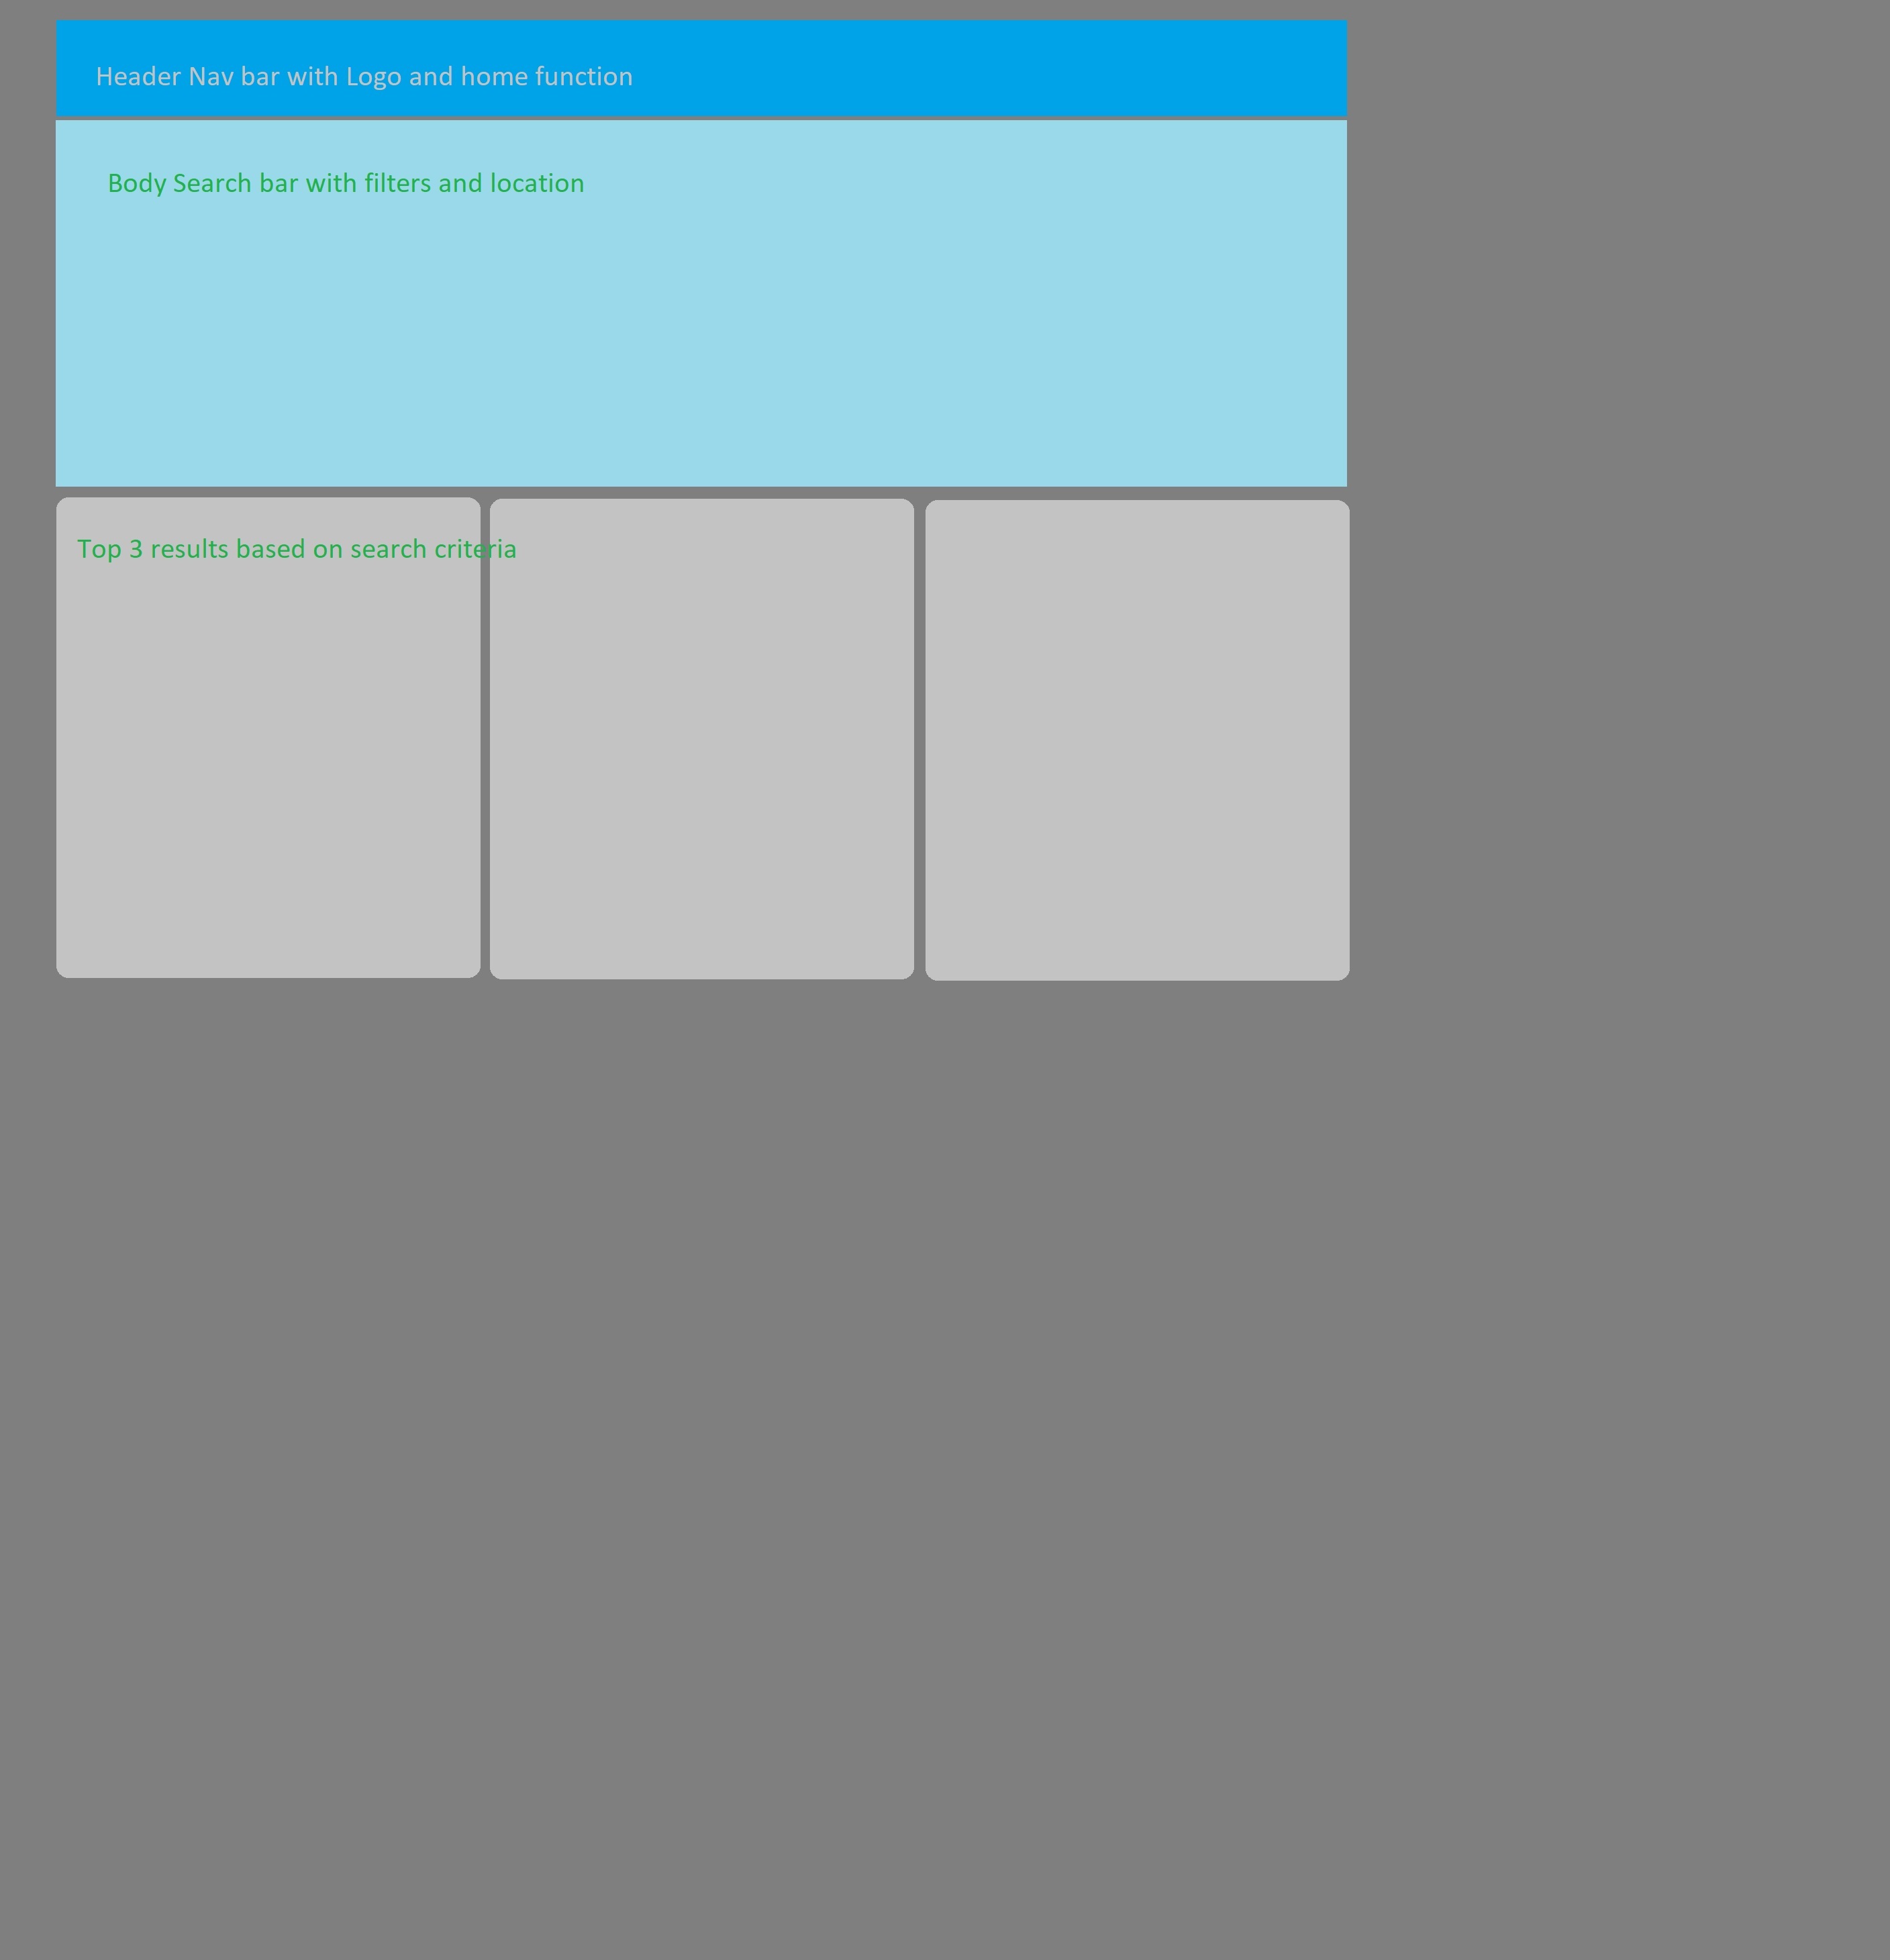 Header Nav bar with Logo and home function
Body Search bar with filters and location
Top 3 results based on search criteria